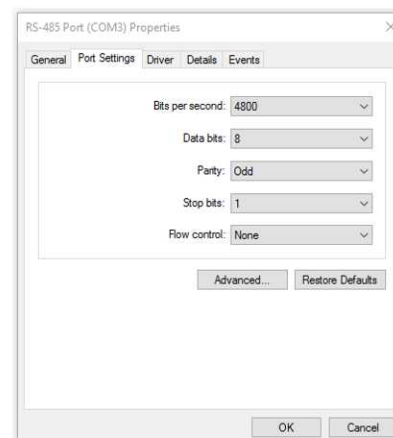 RS-485 Port (COM3) Properties
General Port Settings Driver Details Events
Bits per second: 4800
Data bits: 8
Parity: Odd
Stop bits: 1
Flow control: None
Advanced... Restore Defaults
OK Cancel